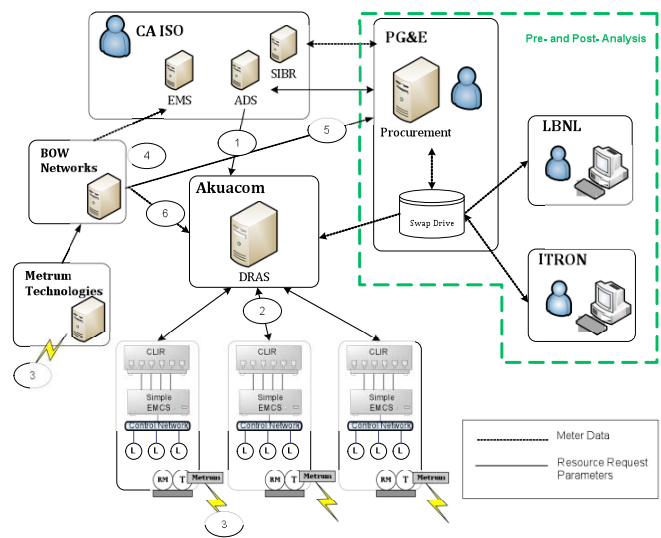 CA ISO
SIBR
EMS
ADS
PG&E
Procurement
Swap Drive
Pre- and Post- Analysis
LBNL
ITRON
1
5
4
BOW
Networks
6
Akuacom
DRAS
Metrum
Technologies
3
2
CLIR
Simple
EMCS
Control Network
L L L
RM T Metrum
CLIR
Simple
EMCS
Control Network
L L L
RM T Metrum
CLIR
Simple
EMCS
Control Network
L L L
RM T Metrum
3
Meter Data
Resource Request
Parameters